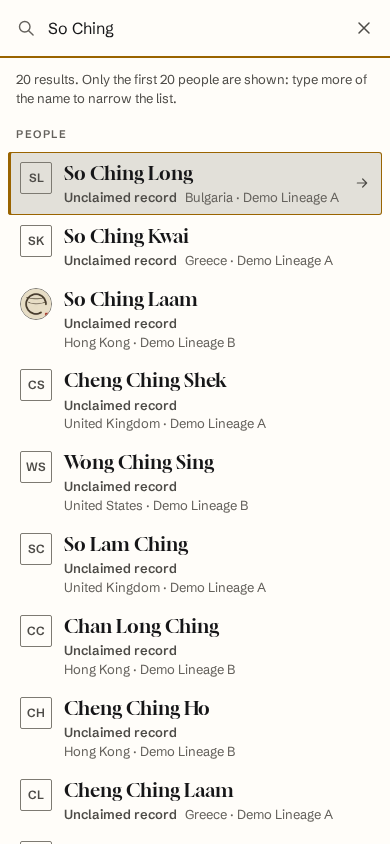 So Ching
20 results. Only the first 20 people are shown: type more of
the name to narrow the list.
PEOPLE
SL
So Ching Long
Unclaimed record Bulgaria · Demo Lineage A
SK
So Ching Kwai
Unclaimed record Greece · Demo Lineage A
So Ching Laam
Unclaimed record
Hong Kong · Demo Lineage B
CS
Cheng Ching Shek
Unclaimed record
United Kingdom · Demo Lineage A
WS
Wong Ching Sing
Unclaimed record
United States · Demo Lineage B
SC
So Lam Ching
Unclaimed record
United Kingdom · Demo Lineage A
CC
Chan Long Ching
Unclaimed record
Hong Kong · Demo Lineage B
CH
Cheng Ching Ho
Unclaimed record
Hong Kong · Demo Lineage B
CL
Cheng Ching Laam
Unclaimed record Greece · Demo Lineage A